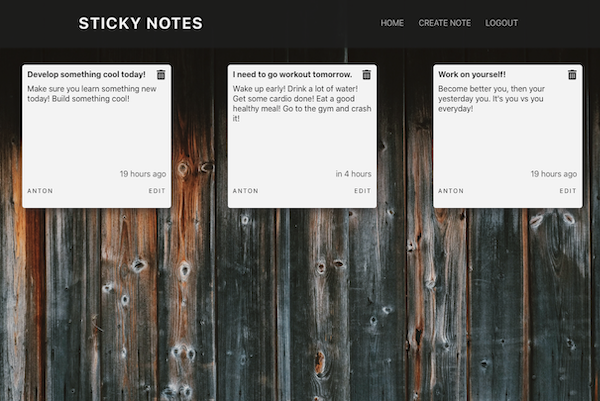 STICKY NOTES
HOME CREATE NOTE LOGOUT
Develop something cool today!
Make sure you learn something new
today! Build something cool!
19 hours ago
ANTON EDIT
I need to go workout tomorrow.
Wake up early! Drink a lot of water!
Get some cardio done! Eat a good
healthy meal! Go to the gym and crash
it!
in 4 hours
ANTON EDIT
Work on yourself!
Become better you, then your
yesterday you. It's you vs you
everyday!
19 hours ago
ANTON EDIT